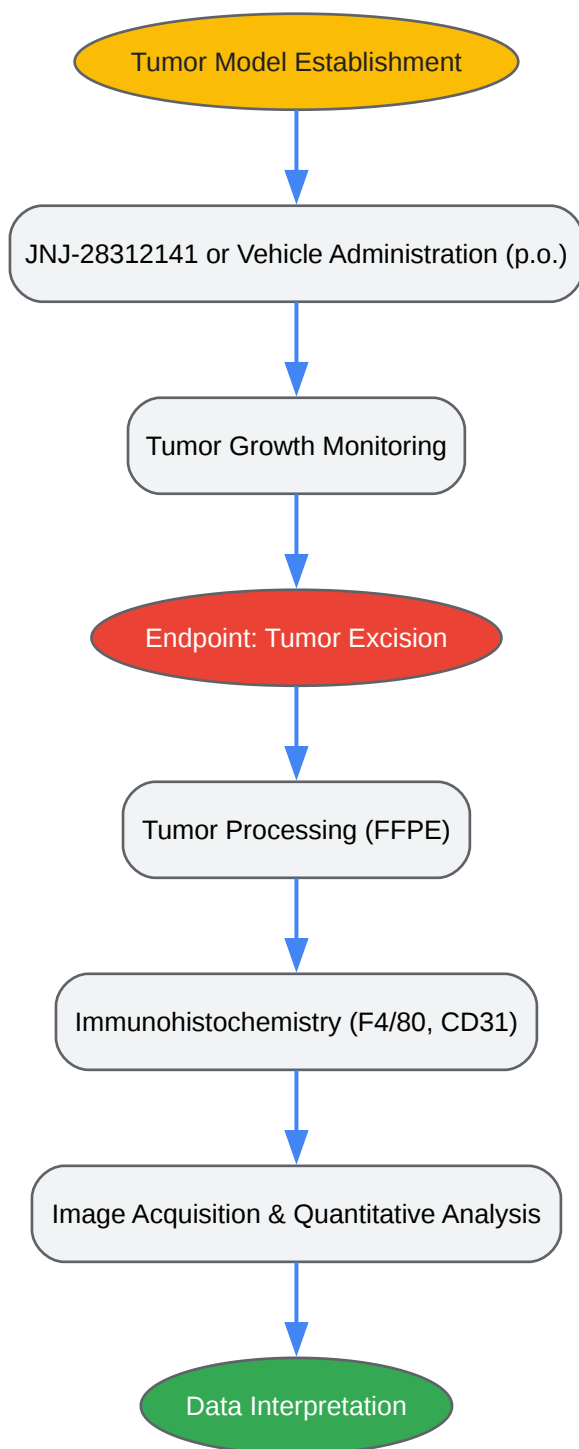 Tumor Model Establishment
JNJ-28312141 or Vehicle Administration (p.o.)
Tumor Growth Monitoring
Endpoint: Tumor Excision
Tumor Processing (FFPE)
Immunohistochemistry (F4/80, CD31)
Image Acquisition & Quantitative Analysis
Data Interpretation